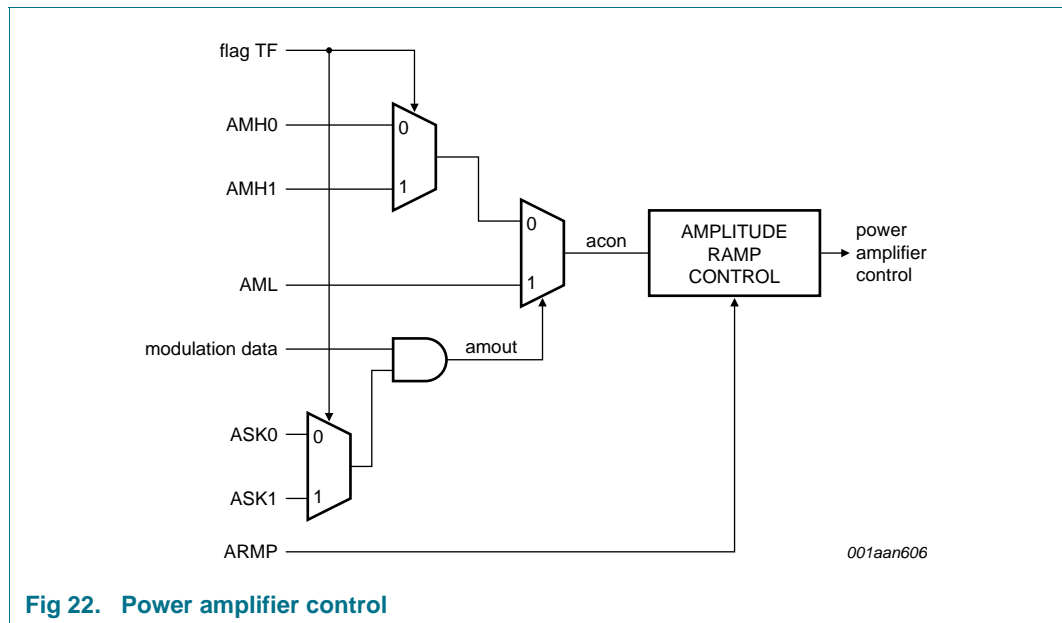 flag TF
AMH0
0
AMH1
1
0
acon
AMPLITUDE
RAMP
CONTROL
power
amplifier
control
AML
1
modulation data
amout
ASK0
0
ASK1
1
ARMP
001aan606
Fig 22. Power amplifier control